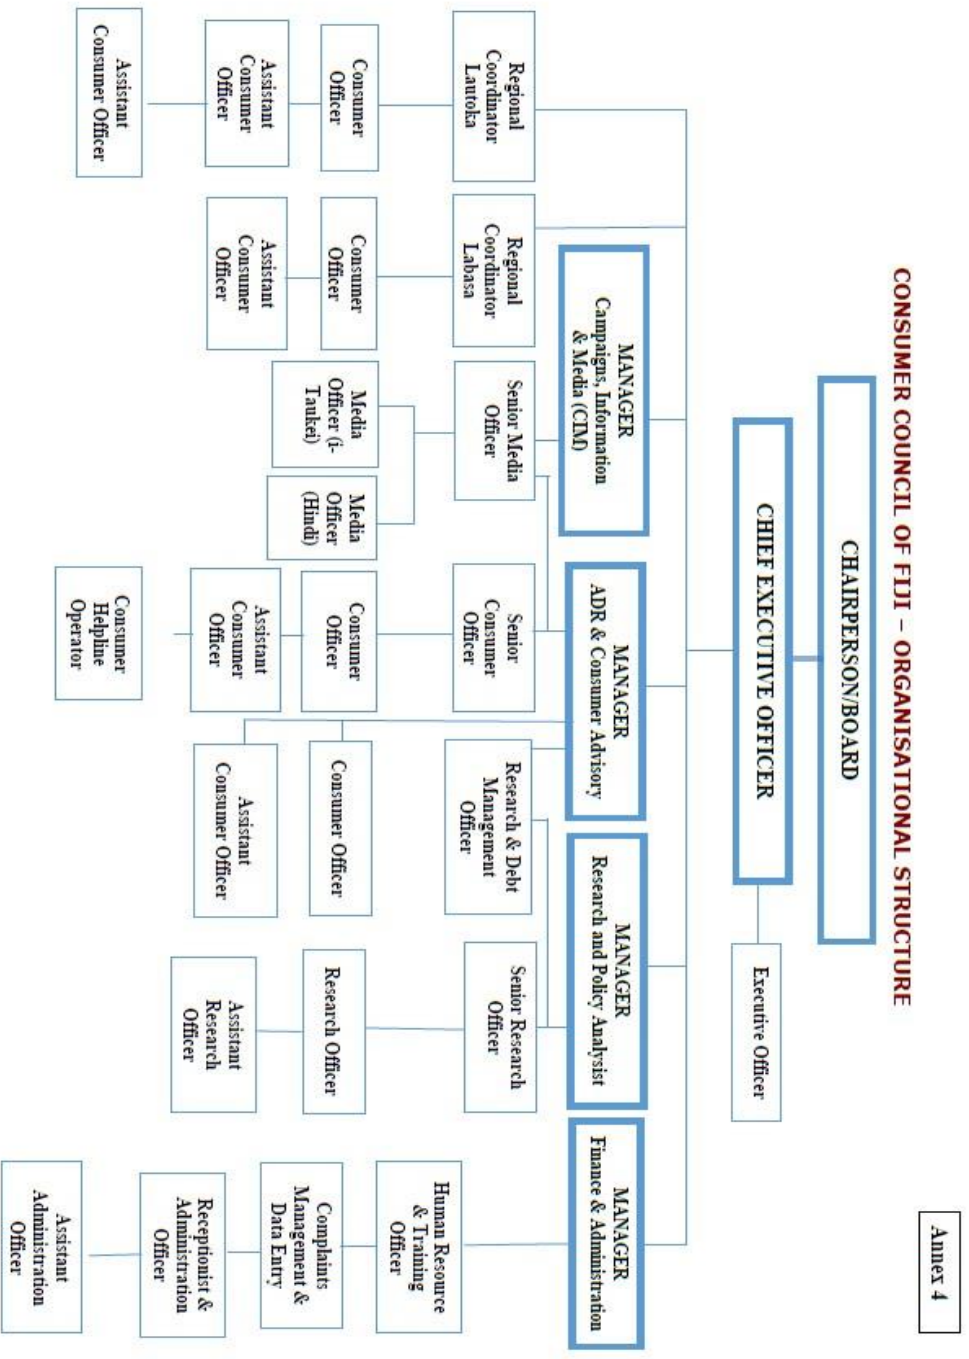 Annex 4
CONSUMER COUNCIL OF FIJI – ORGANISATIONAL STRUCTURE
CHAIRPERSON/BOARD
CHIEF EXECUTIVE OFFICER
Executive Officer
Regional
Coordinator
Lautoka
Consumer
Officer
Assistant
Consumer
Officer
Assistant
Consumer Officer
Regional
Coordinator
Labasa
Consumer
Officer
Assistant
Consumer
Officer
MANAGER
Campaigns, Information
& Media (CIM)
Senior Media
Officer
Media
Officer (i-
Taukei)
Media
Officer
(Hindi)
MANAGER
ADR & Consumer Advisory
Senior
Consumer
Officer
Consumer
Officer
Assistant
Consumer
Officer
Consumer
Helpline
Operator
Research & Debt
Management
Officer
Consumer Officer
Assistant
Consumer Officer
MANAGER
Research and Policy Analysist
Senior Research
Officer
Research Officer
Assistant
Research
Officer
MANAGER
Finance & Administration
Human Resource
& Training
Officer
Complaints
Management &
Data Entry
Receptionist &
Administration
Officer
Assistant
Administration
Officer